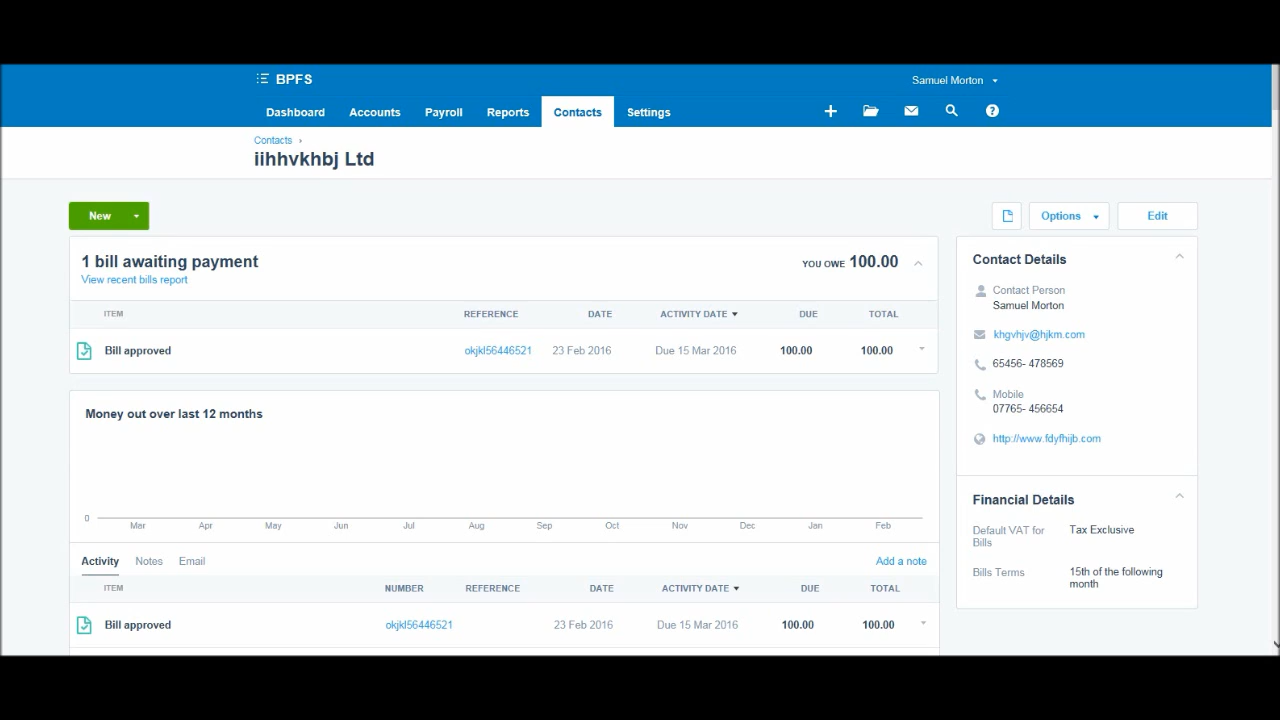 BPFS
Samuel Morton
Dashboard Accounts Payroll Reports Contacts Settings
Contacts ›
iihhvkhbj Ltd
New
Options
Edit
1 bill awaiting payment
YOU OWE 100.00
View recent bills report
ITEM REFERENCE DATE ACTIVITY DATE DUE TOTAL
Bill approved okjkl56446521 23 Feb 2016 Due 15 Mar 2016 100.00 100.00
Money out over last 12 months
0
Mar Apr May Jun Jul Aug Sep Oct Nov Dec Jan Feb
Activity Notes Email Add a note
ITEM NUMBER REFERENCE DATE ACTIVITY DATE DUE TOTAL
Bill approved okjkl56446521 23 Feb 2016 Due 15 Mar 2016 100.00 100.00
Contact Details
Contact Person
Samuel Morton
khgvhjv@hjkm.com
65456- 478569
Mobile
07765- 456654
http://www.fdyfhijb.com
Financial Details
Default VAT for Bills
Tax Exclusive
Bills Terms
15th of the following
month